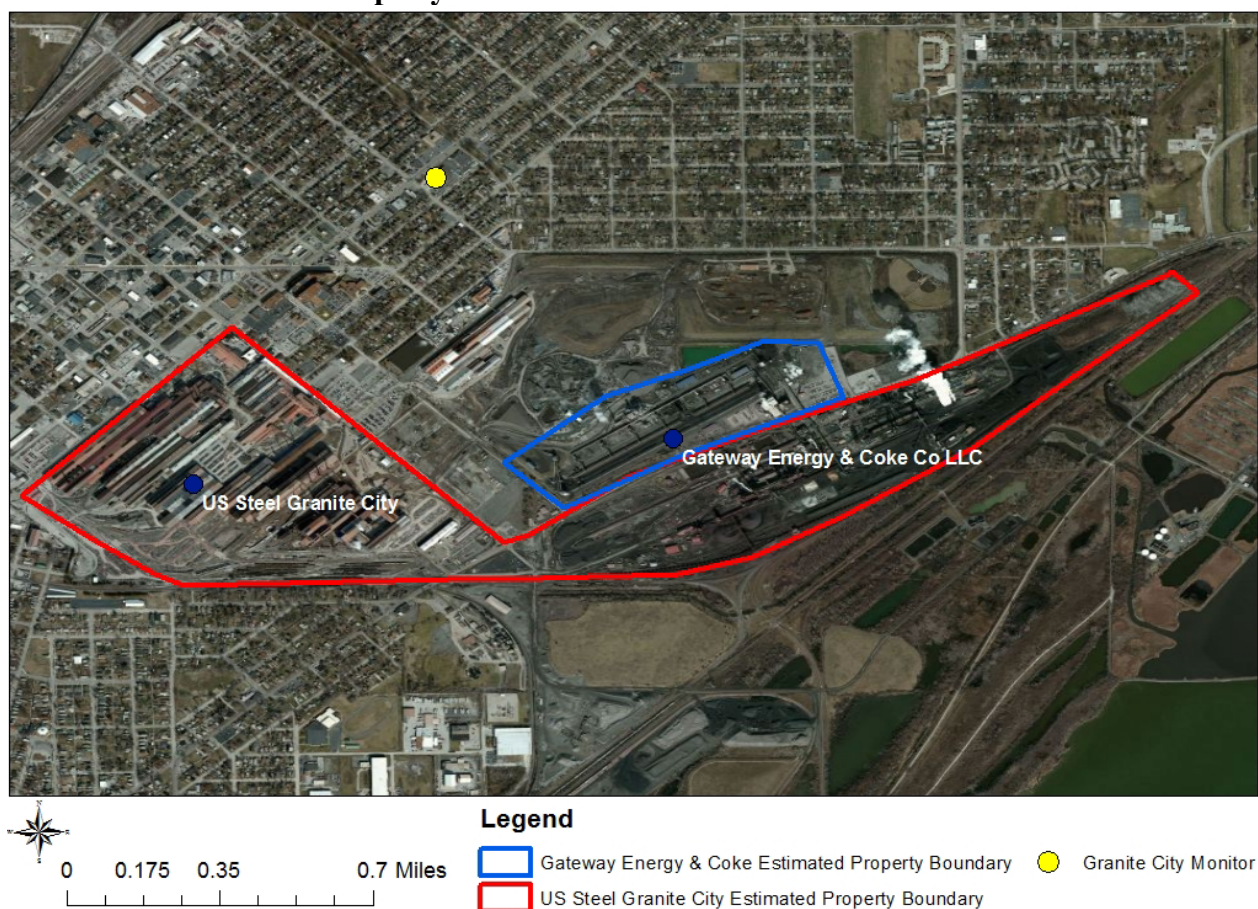 perty
US Steel Granite City
Gateway Energy & Coke Co LLC
N
W E
S
0 0.175 0.35 0.7 Miles
Legend
Gateway Energy & Coke Estimated Property Boundary
Granite City Monitor
US Steel Granite City Estimated Property Boundary